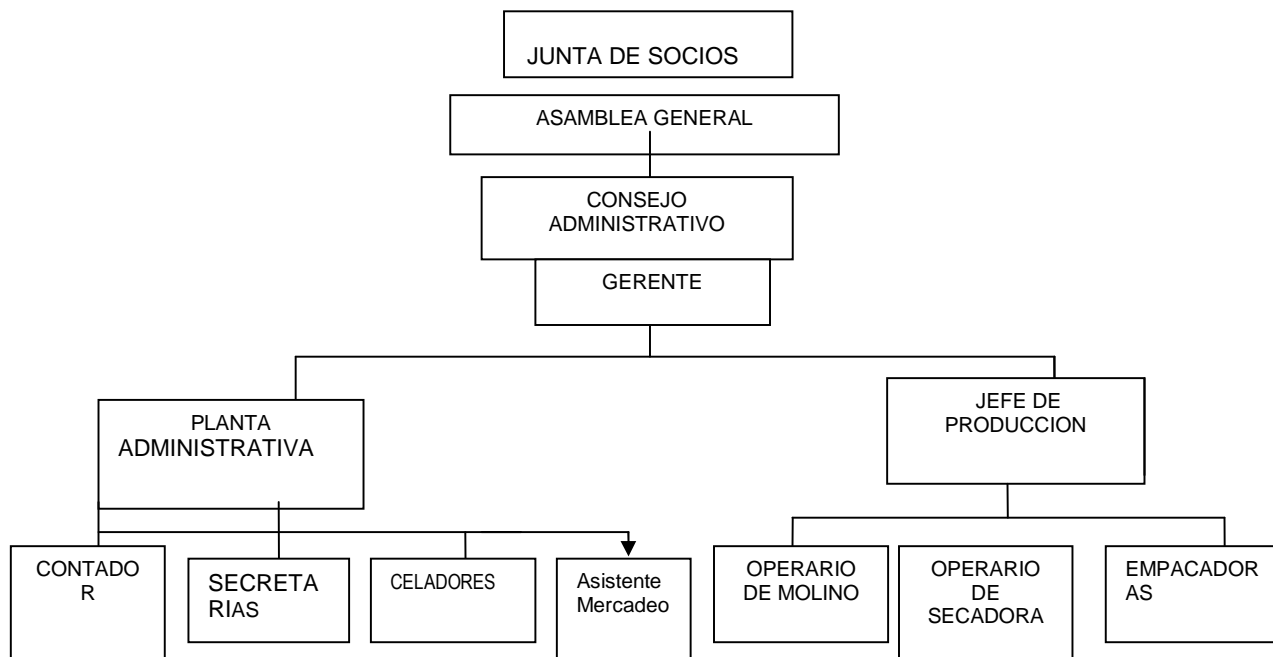 JUNTA DE SOCIOS
ASAMBLEA GENERAL
CONSEJO
ADMINISTRATIVO
GERENTE
PLANTA
ADMINISTRATIVA
JEFE DE
PRODUCCION
CONTADO
R
SECRETA
RIAS
CELADORES
Asistente
Mercadeo
OPERARIO
DE MOLINO
OPERARIO
DE
SECADORA
EMPACADOR
AS